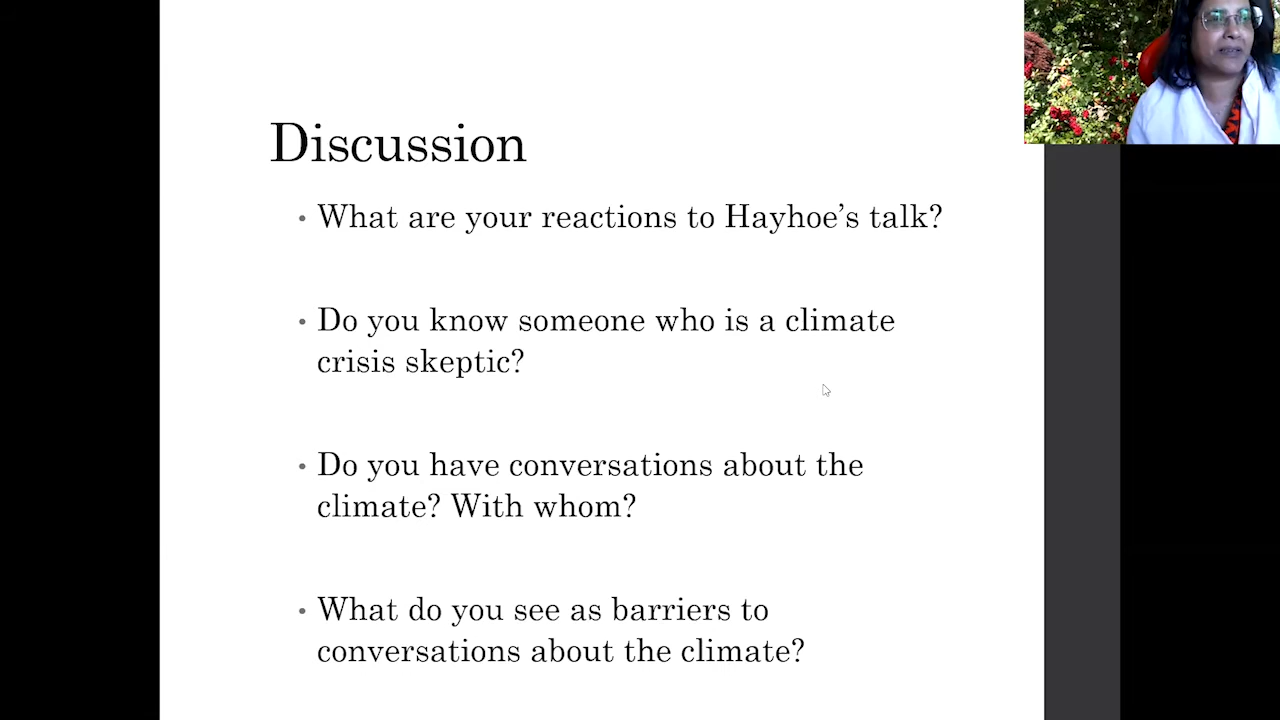 Discussion
• What are your reactions to Hayhoe’s talk?
• Do you know someone who is a climate
crisis skeptic?
• Do you have conversations about the
climate? With whom?
• What do you see as barriers to
conversations about the climate?